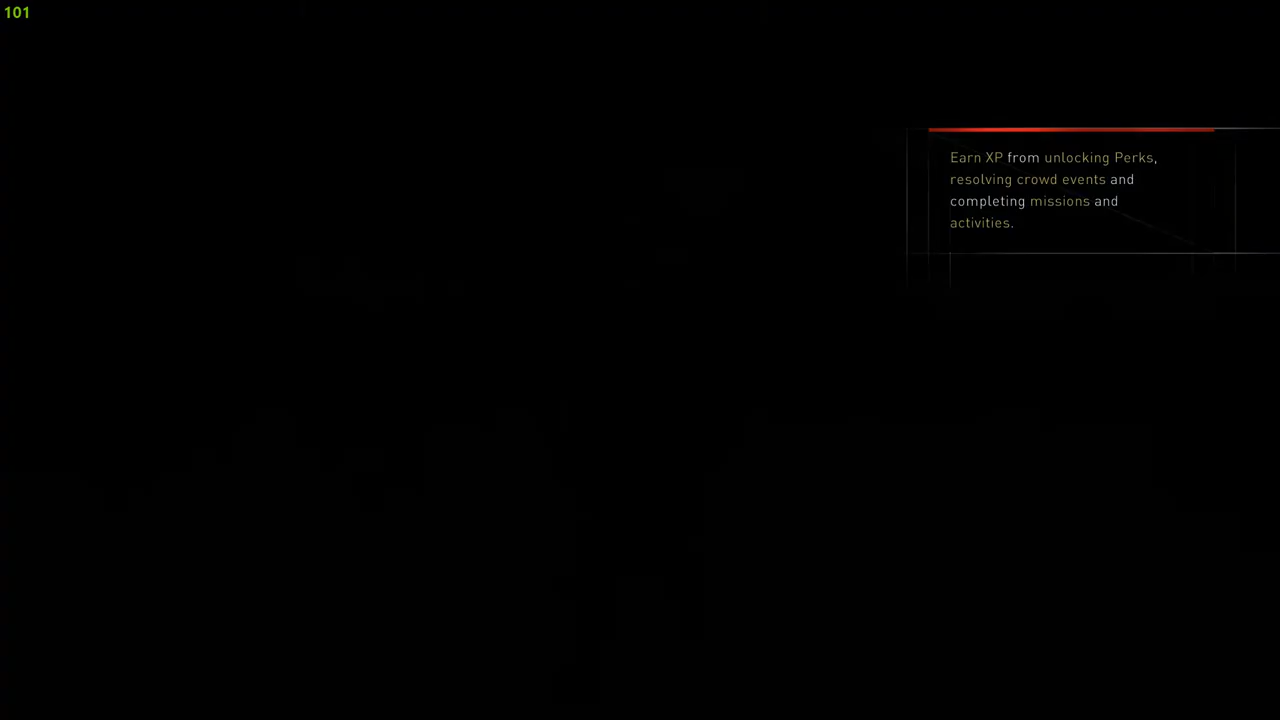 101
Earn XP from unlocking Perks,
resolving crowd events and
completing missions and
activities.